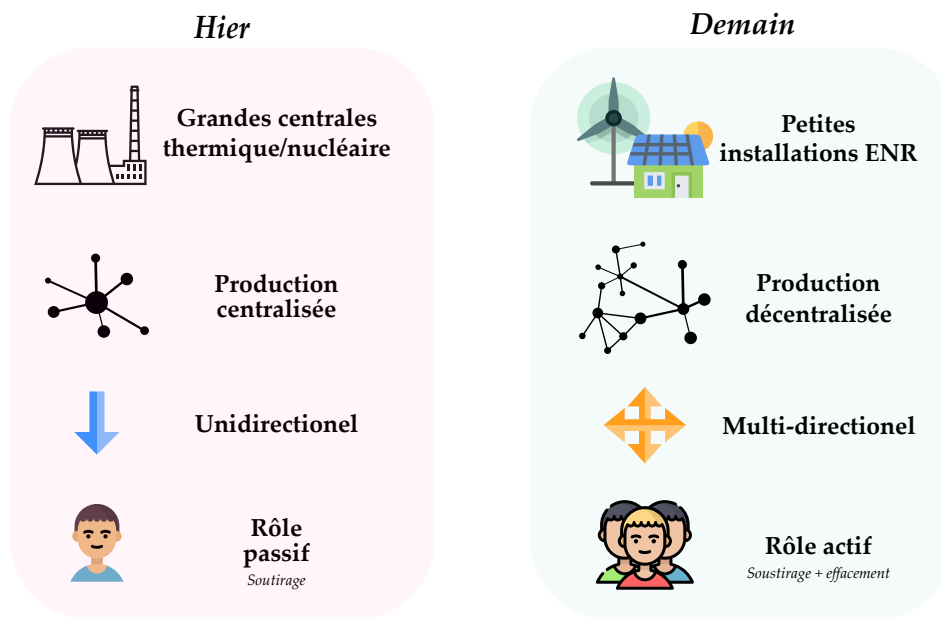 Hier
Grandes centrales
thermique/nucléaire
Production
centralisée
Unidirectionel
Rôle
passif
Soutirage
Demain
Petites
installations ENR
Production
décentralisée
Multi-directionel
Rôle actif
Soustirage + effacement